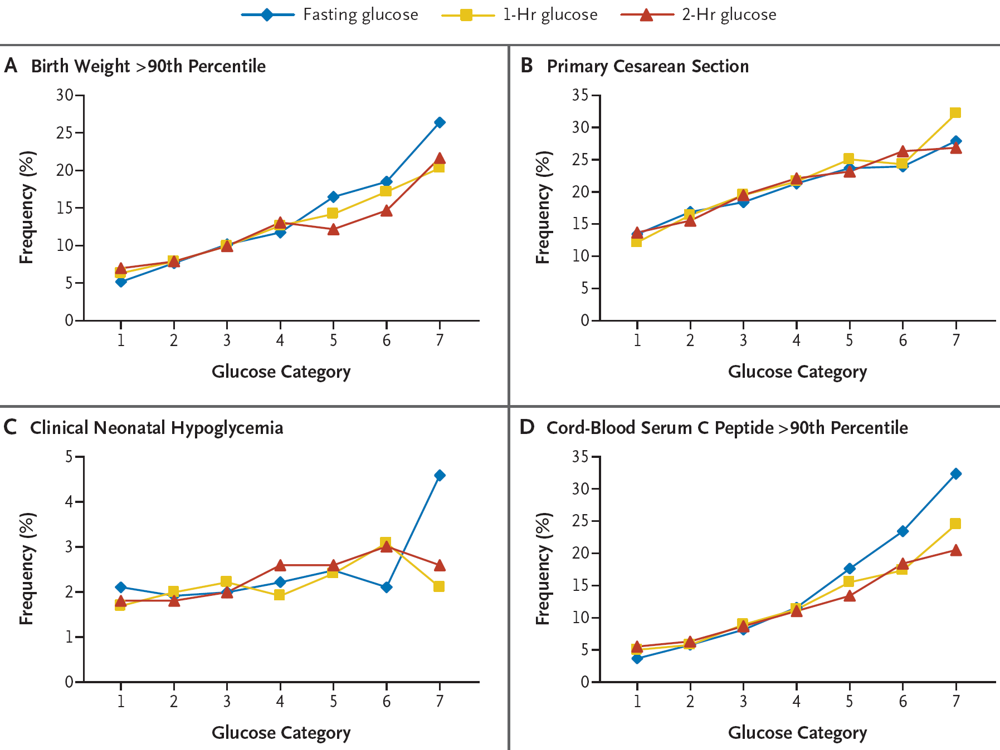 Fasting glucose 1-Hr glucose 2-Hr glucose
A Birth Weight >90th Percentile
30
25
20
15
10
5
0
Frequency (%)
1 2 3 4 5 6 7
Glucose Category
B Primary Cesarean Section
35
30
25
20
15
10
5
0
Frequency (%)
1 2 3 4 5 6 7
Glucose Category
C Clinical Neonatal Hypoglycemia
5
4
3
2
1
0
Frequency (%)
1 2 3 4 5 6 7
Glucose Category
D Cord-Blood Serum C Peptide >90th Percentile
35
30
25
20
15
10
5
0
Frequency (%)
1 2 3 4 5 6 7
Glucose Category